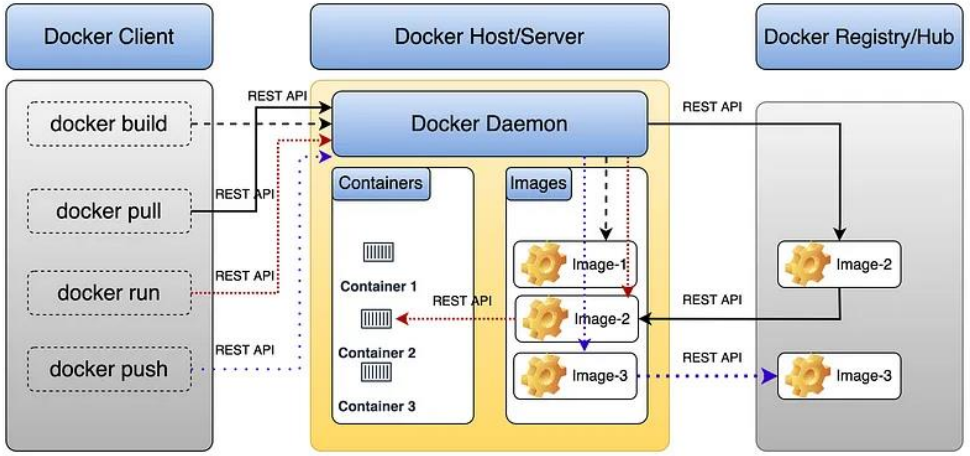 Docker Client
Docker Host/Server
Docker Registry/Hub
REST API
docker build
REST API
docker pull
REST API
docker run
REST API
docker push
Docker Daemon
REST API
Containers
Container 1
Container 2
Container 3
REST API
Images
Image-1
Image-2
Image-3
REST API
REST API
Image-2
Image-3